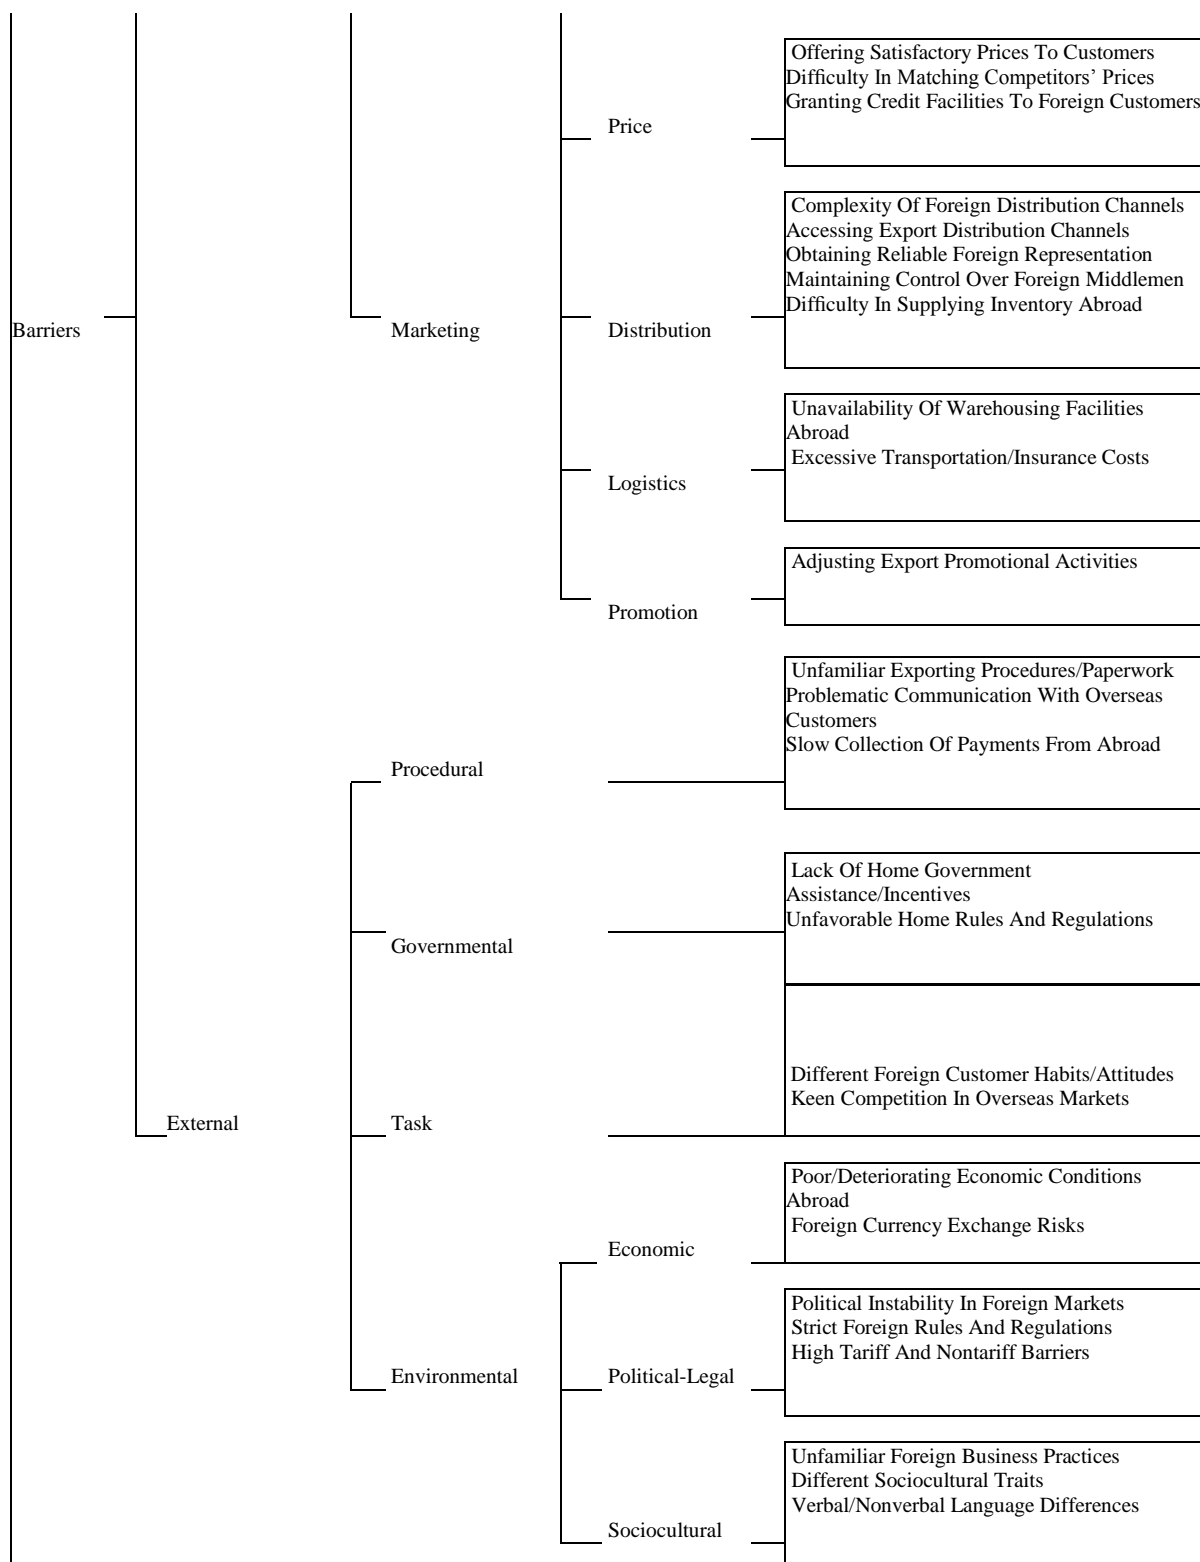 Offering Satisfactory Prices To Customers
Difficulty In Matching Competitors’ Prices
Granting Credit Facilities To Foreign Customers
Price
Complexity Of Foreign Distribution Channels
Accessing Export Distribution Channels
Obtaining Reliable Foreign Representation
Maintaining Control Over Foreign Middlemen
Difficulty In Supplying Inventory Abroad
Barriers
Marketing
Distribution
Unavailability Of Warehousing Facilities
Abroad
Excessive Transportation/Insurance Costs
Logistics
Adjusting Export Promotional Activities
Promotion
Unfamiliar Exporting Procedures/Paperwork
Problematic Communication With Overseas
Customers
Slow Collection Of Payments From Abroad
Procedural
Lack Of Home Government
Assistance/Incentives
Unfavorable Home Rules And Regulations
Governmental
Different Foreign Customer Habits/Attitudes
Keen Competition In Overseas Markets
External
Task
Poor/Deteriorating Economic Conditions
Abroad
Foreign Currency Exchange Risks
Economic
Political Instability In Foreign Markets
Strict Foreign Rules And Regulations
High Tariff And Nontariff Barriers
Environmental
Political-Legal
Unfamiliar Foreign Business Practices
Different Sociocultural Traits
Verbal/Nonverbal Language Differences
Sociocultural